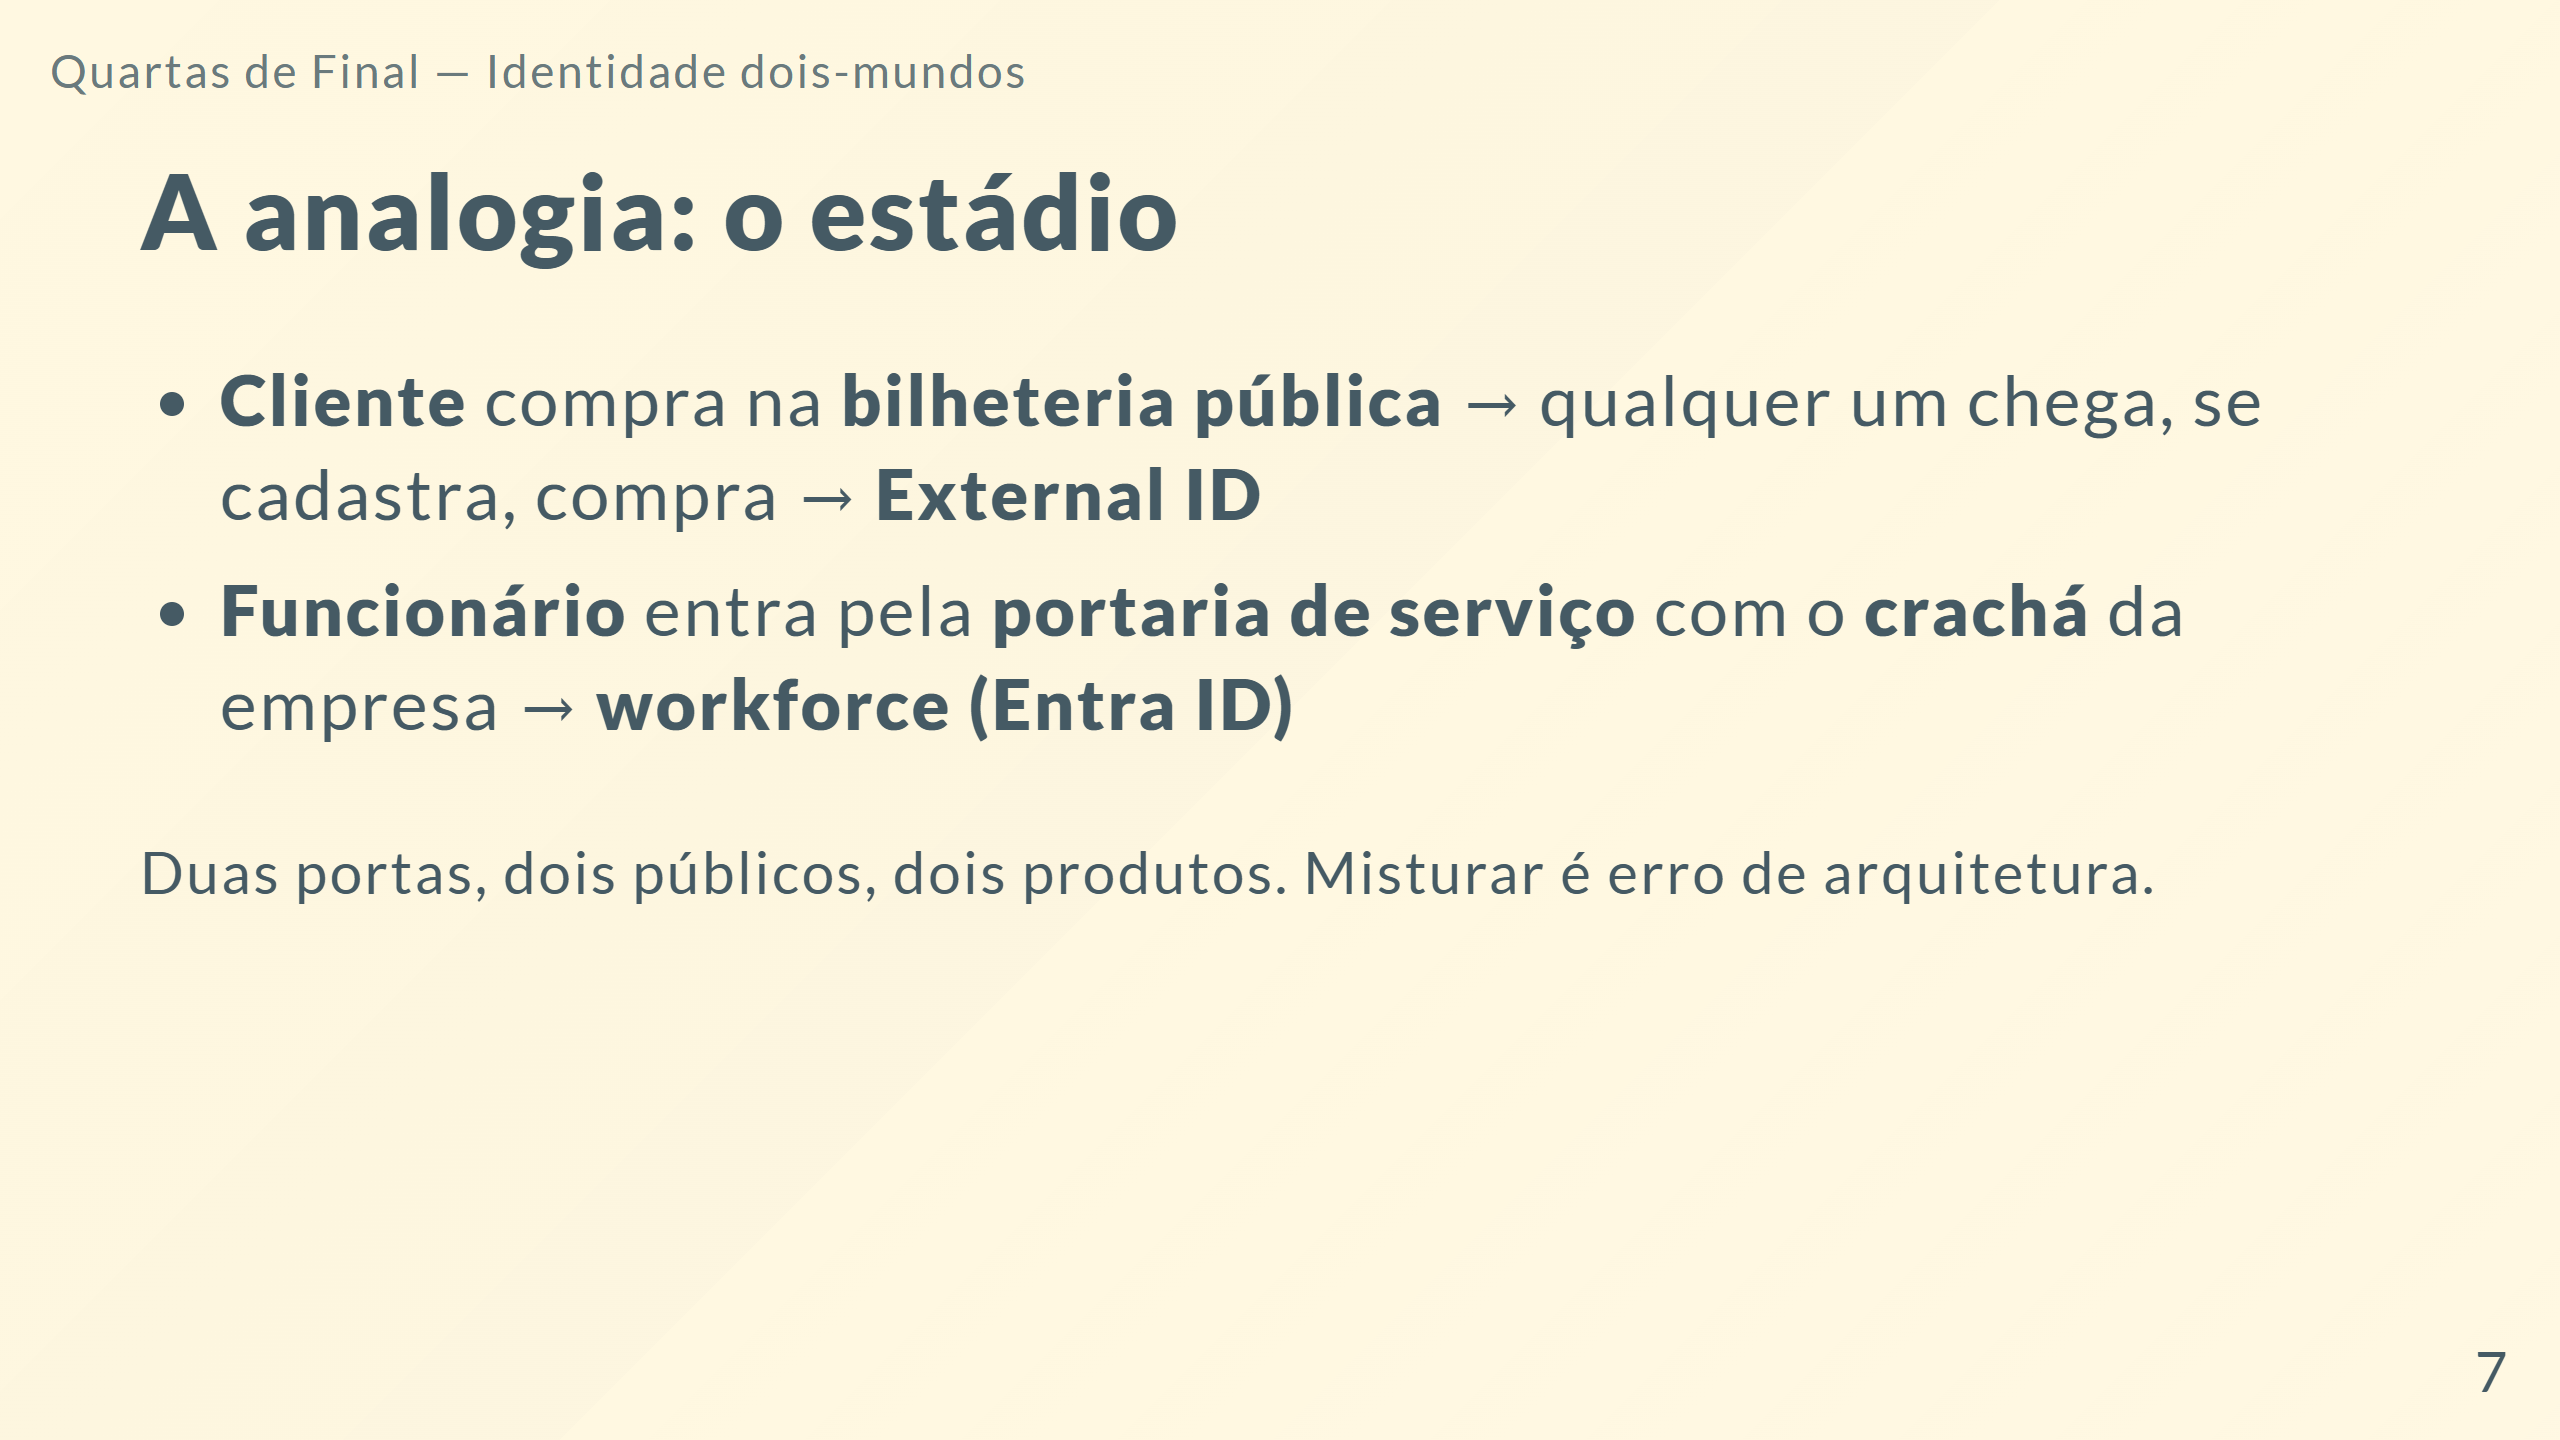 Quartas de Final — Identidade dois-mundos
A analogia: o estádio
• Cliente compra na bilheteria pública → qualquer um chega, se
cadastra, compra → External ID
• Funcionário entra pela portaria de serviço com o crachá da
empresa → workforce (Entra ID)
Duas portas, dois públicos, dois produtos. Misturar é erro de arquitetura.
7